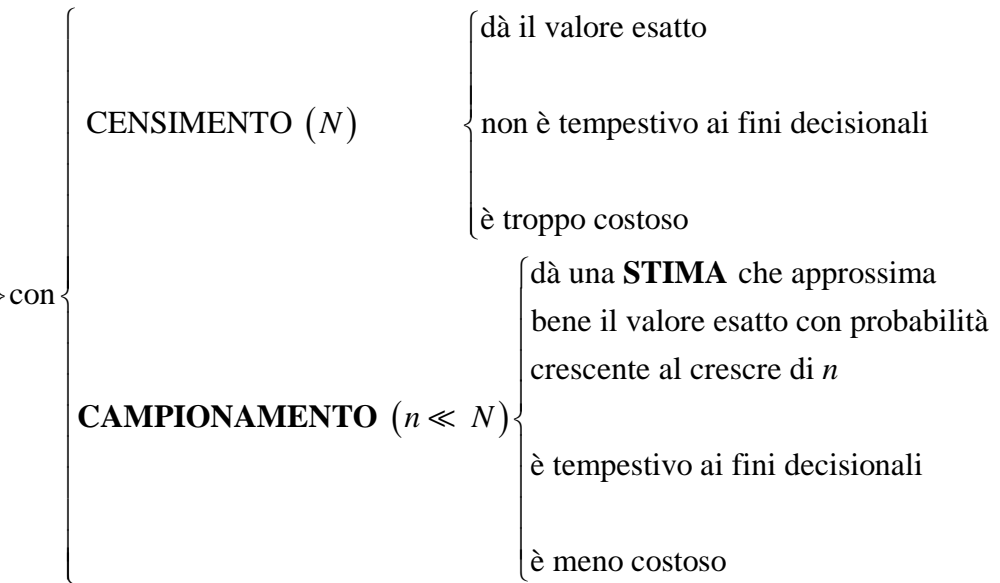 dà il valore esatto
CENSIMENTO (N)
non è tempestivo ai fini decisionali
è troppo costoso
con
dà una STIMA che approssima
bene il valore esatto con probabilità
crescente al crescre di n
CAMPIONAMENTO (n ≪ N)
è tempestivo ai fini decisionali
è meno costoso